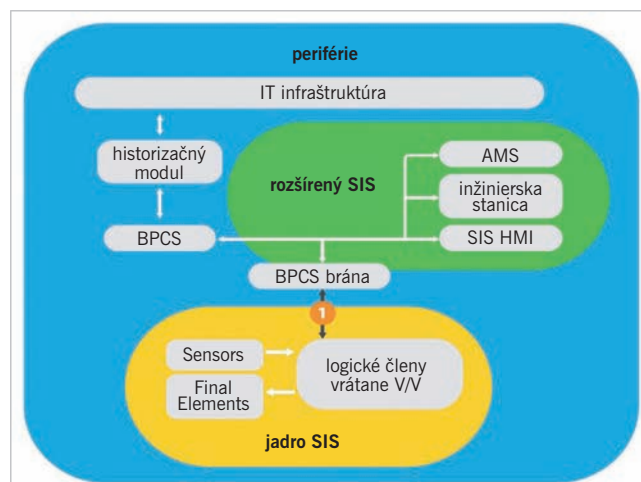 periférie
IT infraštruktúra
historizačný
modul
rozšírený SIS
AMS
inžinierska
stanica
BPCS
SIS HMI
BPCS brána
1
Sensors
logické členy
vrátane V/V
Final
Elements
jadro SIS